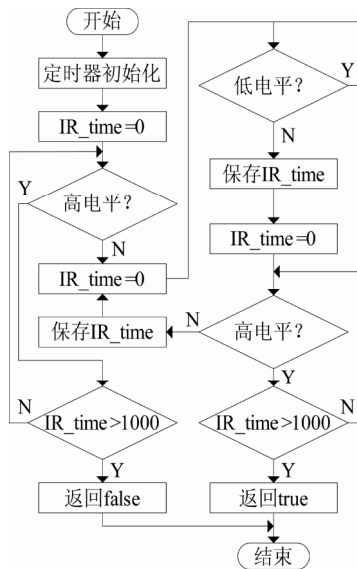 开始
定时器初始化
IR_time=0
Y
高电平?
N
IR_time=0
保存IR_time
N
IR_time>1000
Y
返回false
低电平?
Y
N
保存IR_time
IR_time=0
N
高电平?
Y
IR_time>1000
N
Y
返回true
结束